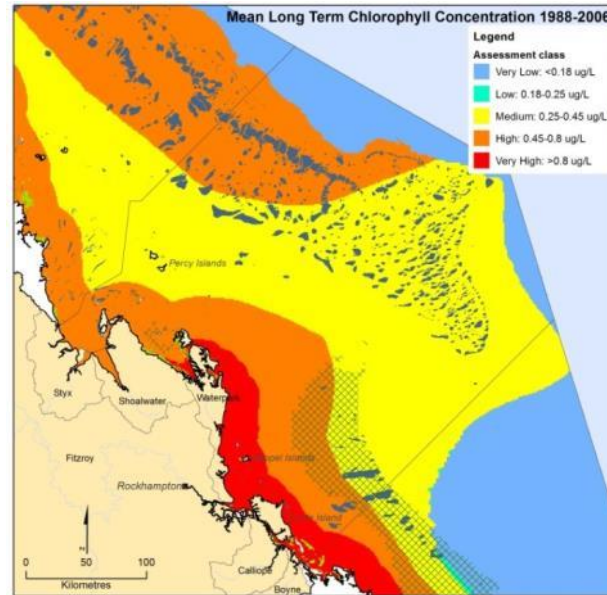 Mean Long Term Chlorophyll Concentration 1988-2006
Legend
Assessment class
Very Low: <0.18 ug/L
Low: 0.18-0.25 ug/L
Medium: 0.25-0.45 ug/L
High: 0.45-0.8 ug/L
Very High: >0.8 ug/L
Percy Islands
Styx
Shoalwater
Fitzroy
Rockhampton
Islands
Island
Calliope
Boyne
N
0 50 100
Kilometres